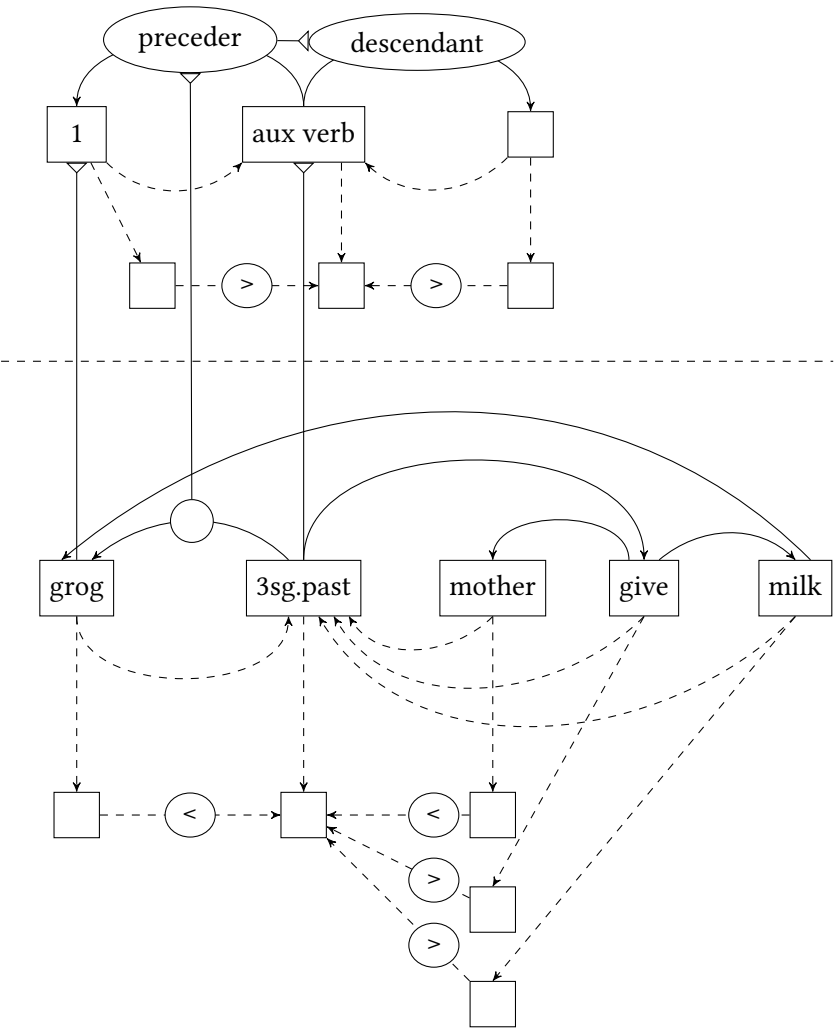 preceder descendant
1 aux verb
> >
grog 3sg.past mother give milk
< <
>
>